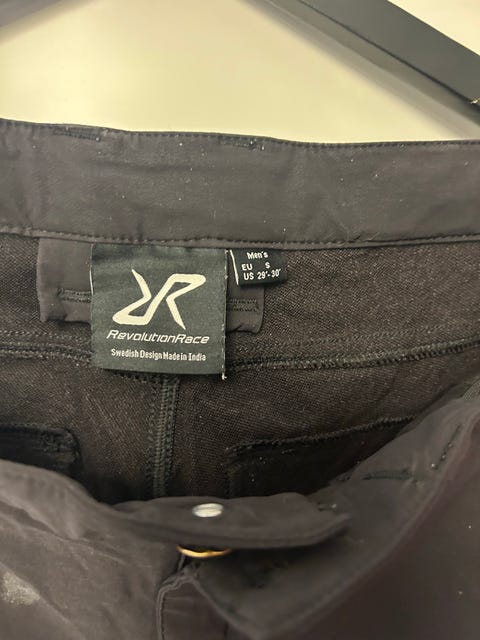 RevolutionRace
Swedish Design Made in India
Men's
EU S
US 29'-30'